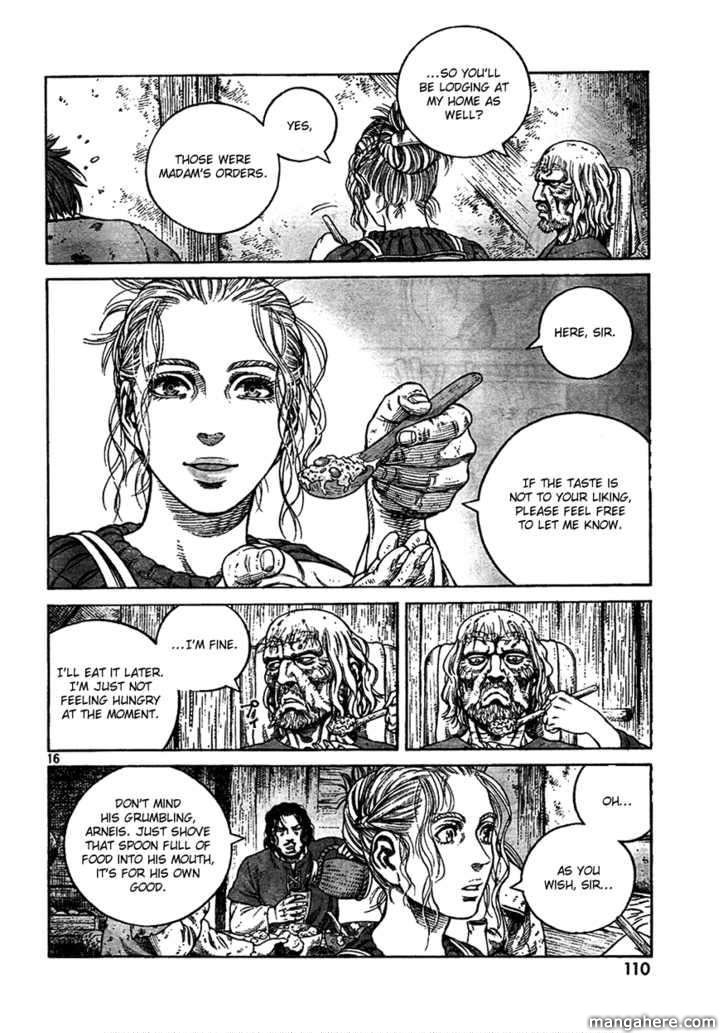 ...SO YOU'LL
BE LODGING AT
MY HOME AS
WELL?
YES,
THOSE WERE
MADAM'S ORDERS.
HERE, SIR.
IF THE TASTE IS
NOT TO YOUR LIKING,
PLEASE FEEL FREE
TO LET ME KNOW.
...I'M FINE.
I'LL EAT IT LATER.
I'M JUST NOT
FEELING HUNGRY
AT THE MOMENT.
プイ
16
OH...
AS YOU
WISH, SIR...
DON'T MIND
HIS GRUMBLING,
ARNEIS. JUST SHOVE
THAT SPOON FULL OF
FOOD INTO HIS MOUTH,
IT'S FOR HIS OWN
GOOD.
110
mangahere.com